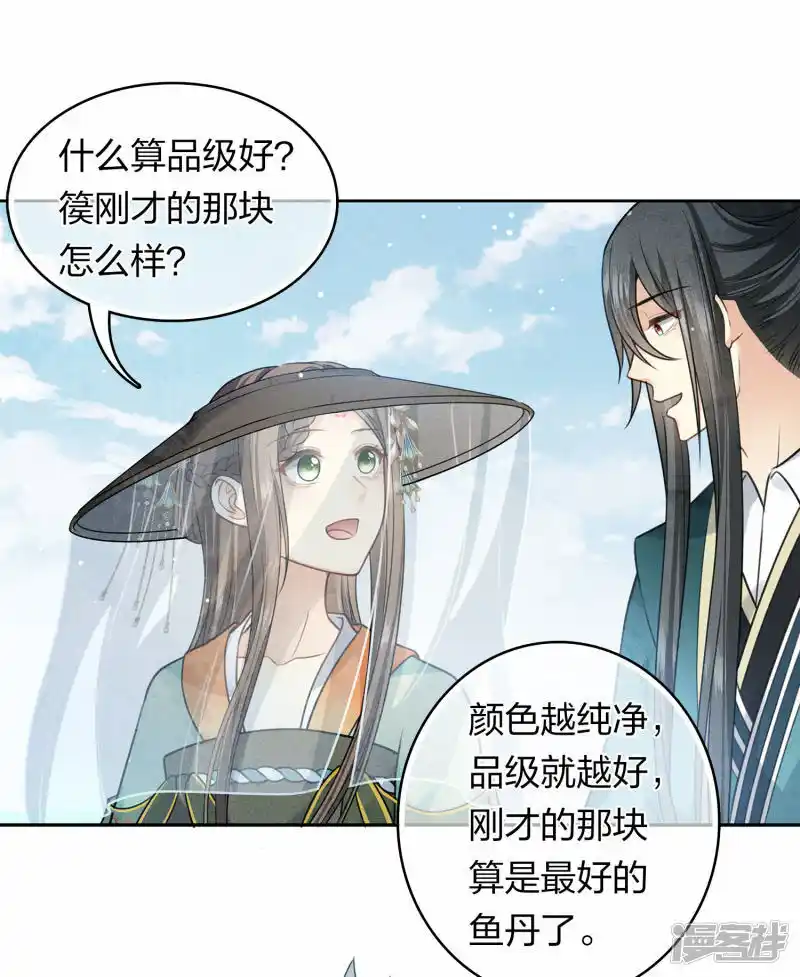 什么算品级好?
篌刚才的那块
怎么样?
颜色越纯净，
品级就越好，
刚才的那块
算是最好的
鱼丹了。
漫客栈